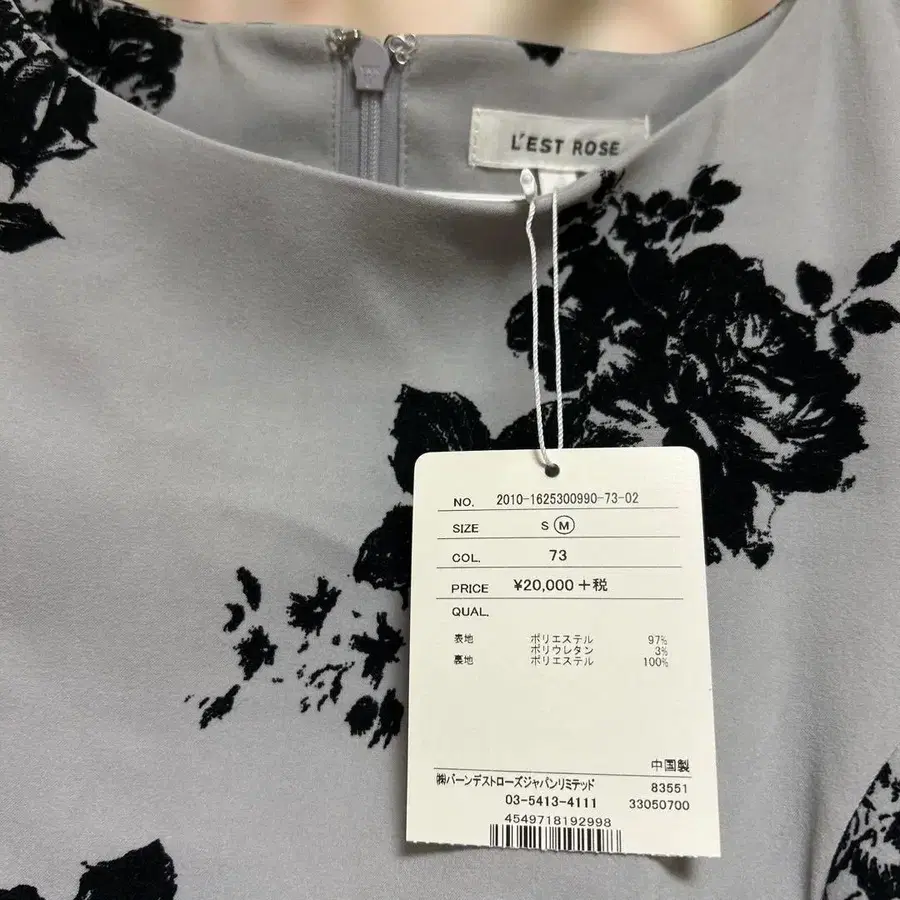 L'EST ROSE
NO. 2010-1625300990-73-02
SIZE S M
COL. 73
PRICE ¥20,000+税
QUAL.
表地 ポリエステル 97%
ポリウレタン 3%
裏地 ポリエステル 100%
中国製
㈱バーンデストローズジャパンリミテッド 83551
03-5413-4111 33050700
4549718192998